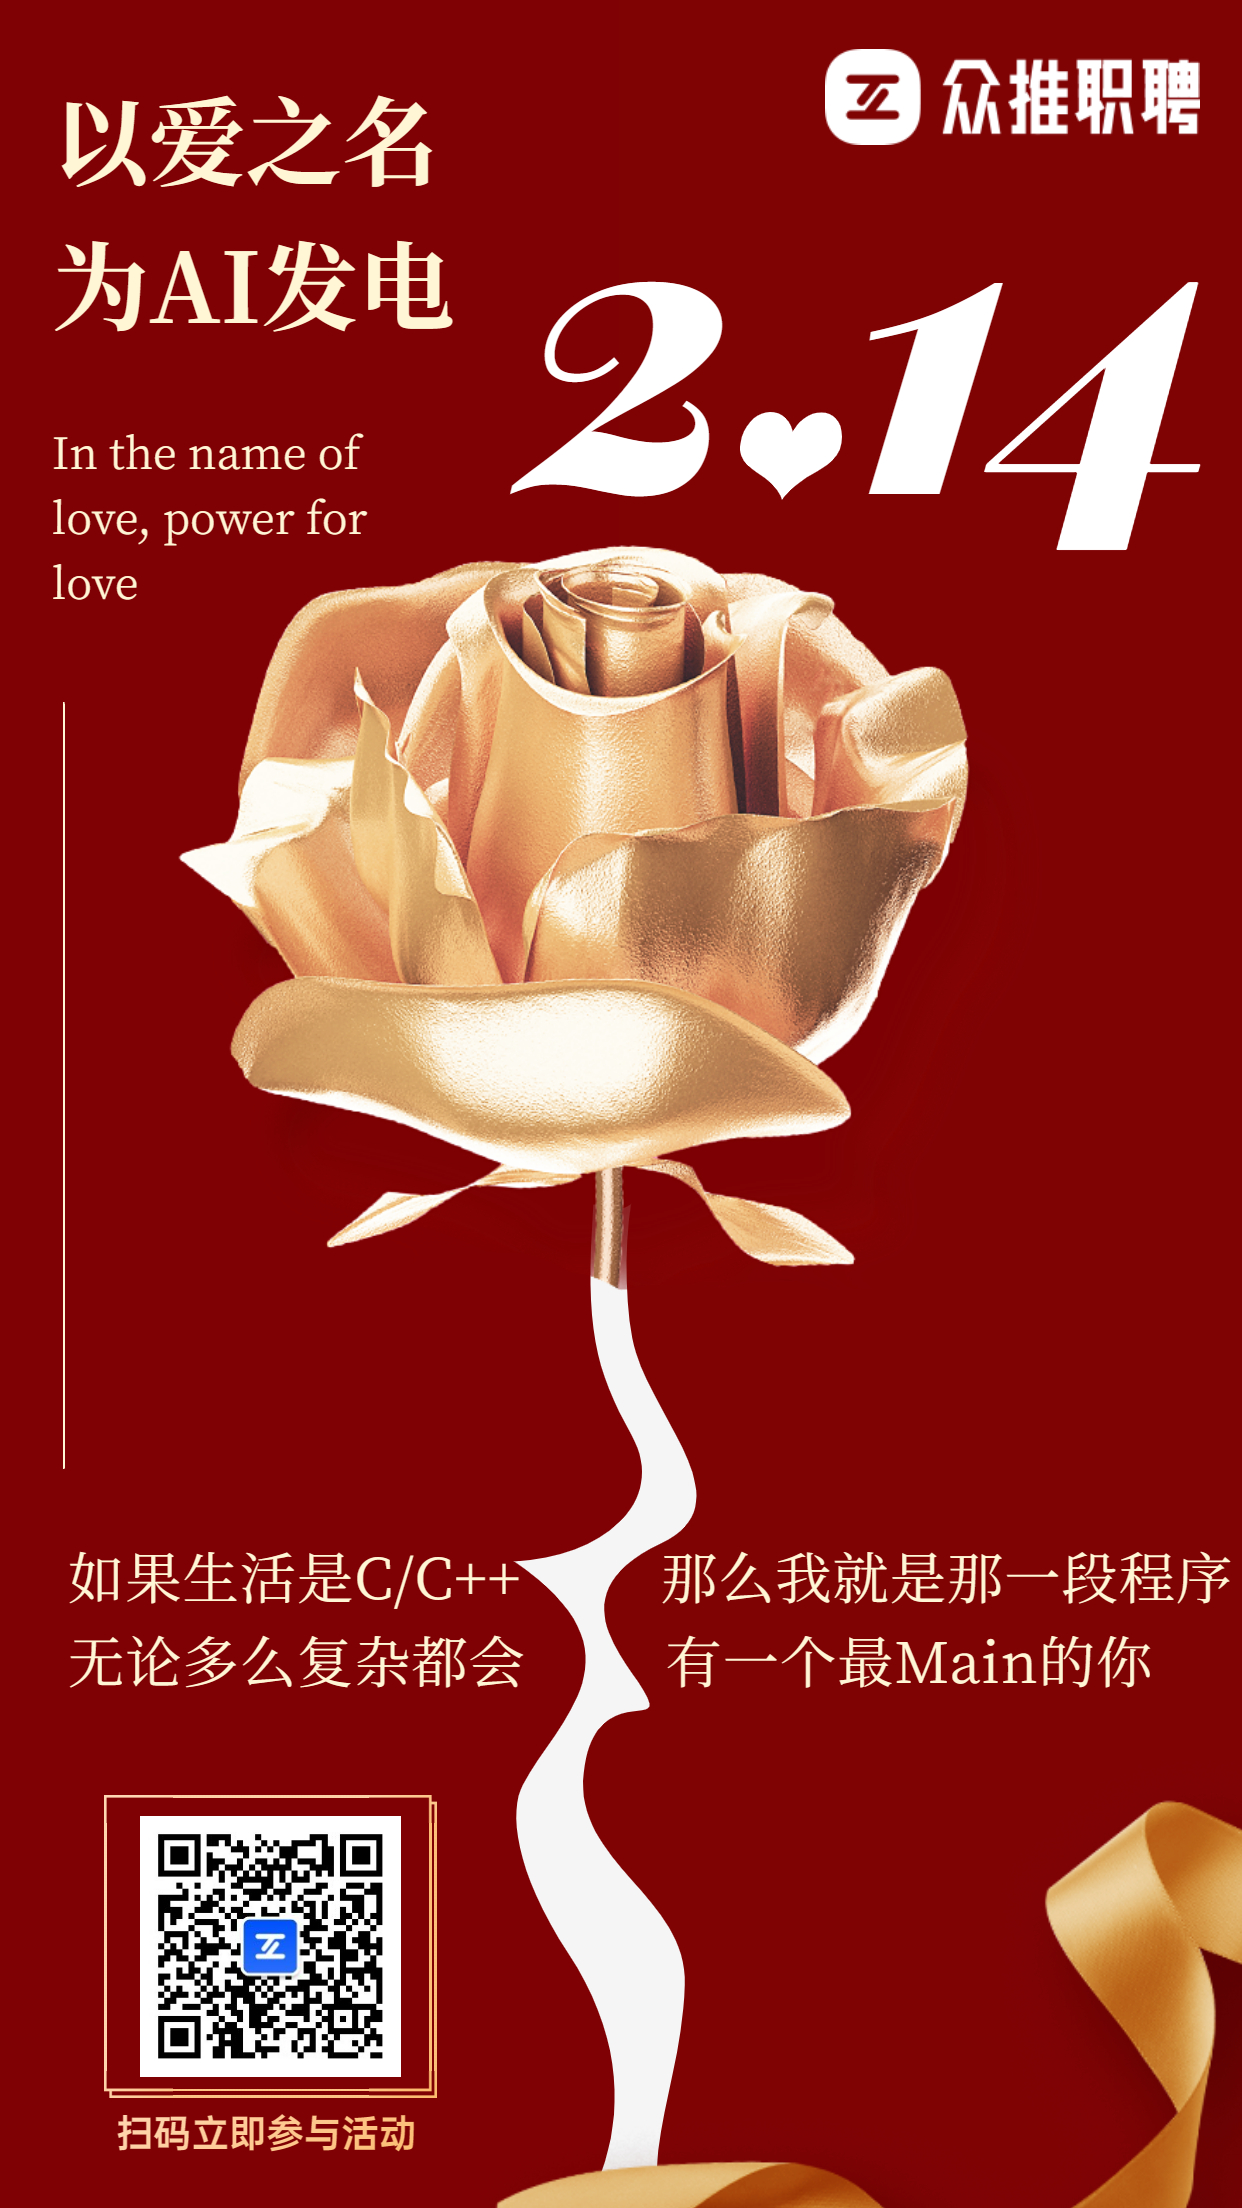 众推职聘
以爱之名
为AI发电
2.14
In the name of
love, power for
love
如果生活是C/C++
那么我就是那一段程序
无论多么复杂都会
有一个最Main的你
扫码立即参与活动